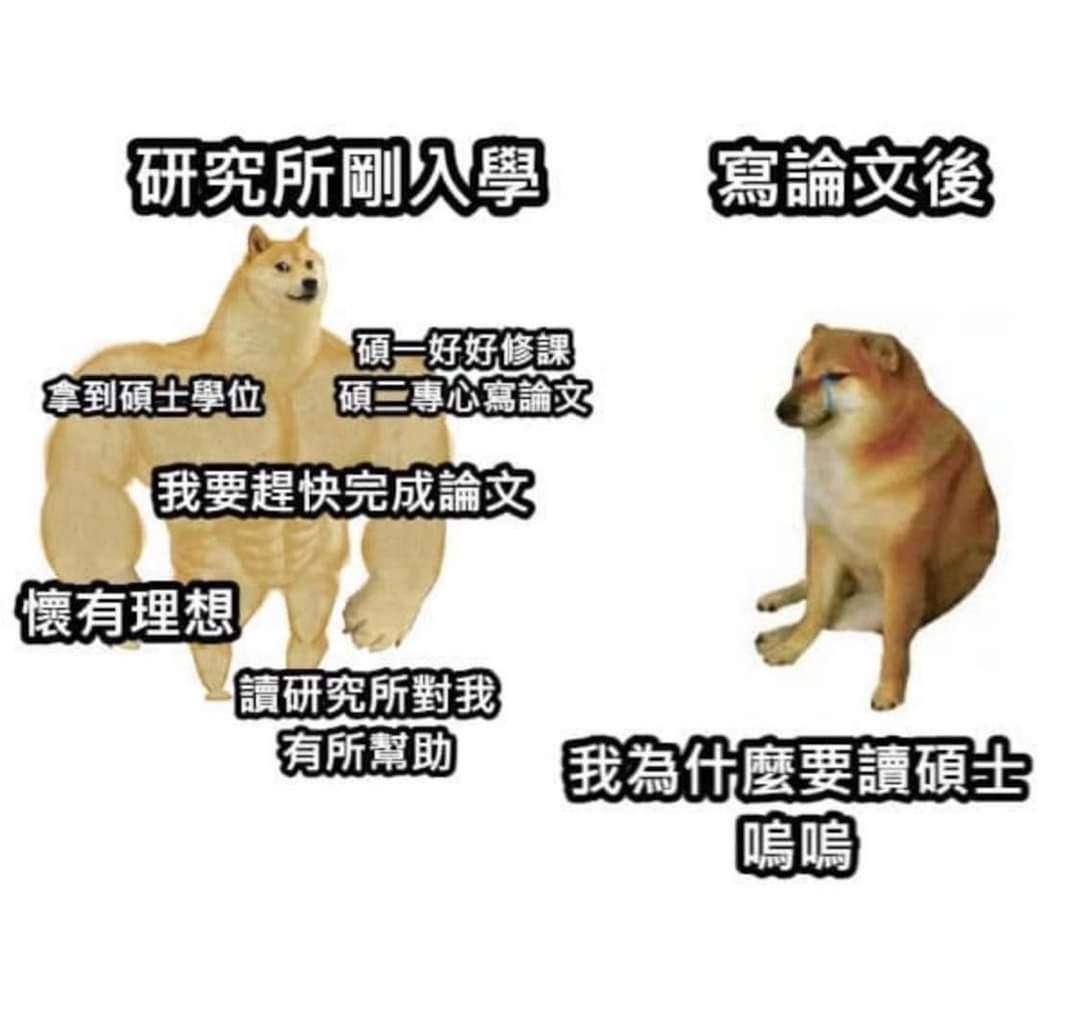 研究所剛入學
寫論文後
拿到碩士學位
碩一好好修課
碩二專心寫論文
我要趕快完成論文
懷有理想
讀研究所對我
有所幫助
我為什麼要讀碩士
嗚嗚